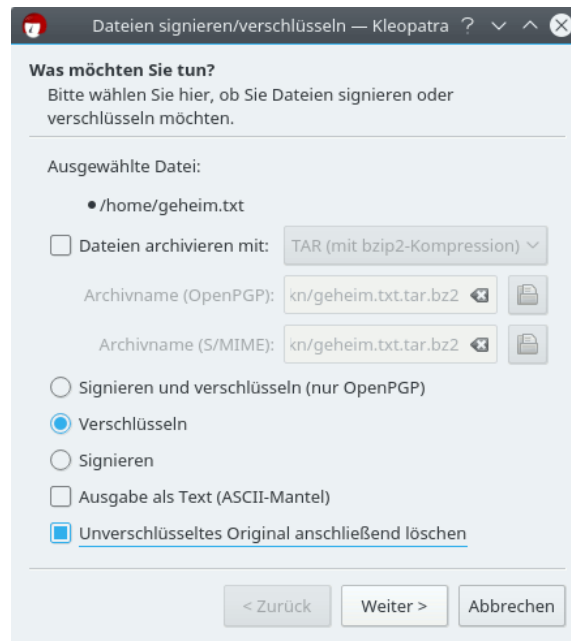 Dateien signieren/verschlüsseln — Kleopatra ?
Was möchten Sie tun?
Bitte wählen Sie hier, ob Sie Dateien signieren oder
verschlüsseln möchten.
Ausgewählte Datei:
•/home/geheim.txt
Dateien archivieren mit: TAR (mit bzip2-Kompression)
Archivname (OpenPGP): kn/geheim.txt.tar.bz2
Archivname (S/MIME): kn/geheim.txt.tar.bz2
Signieren und verschlüsseln (nur OpenPGP)
Verschlüsseln
Signieren
Ausgabe als Text (ASCII-Mantel)
Unverschlüsseltes Original anschließend löschen
< Zurück Weiter > Abbrechen